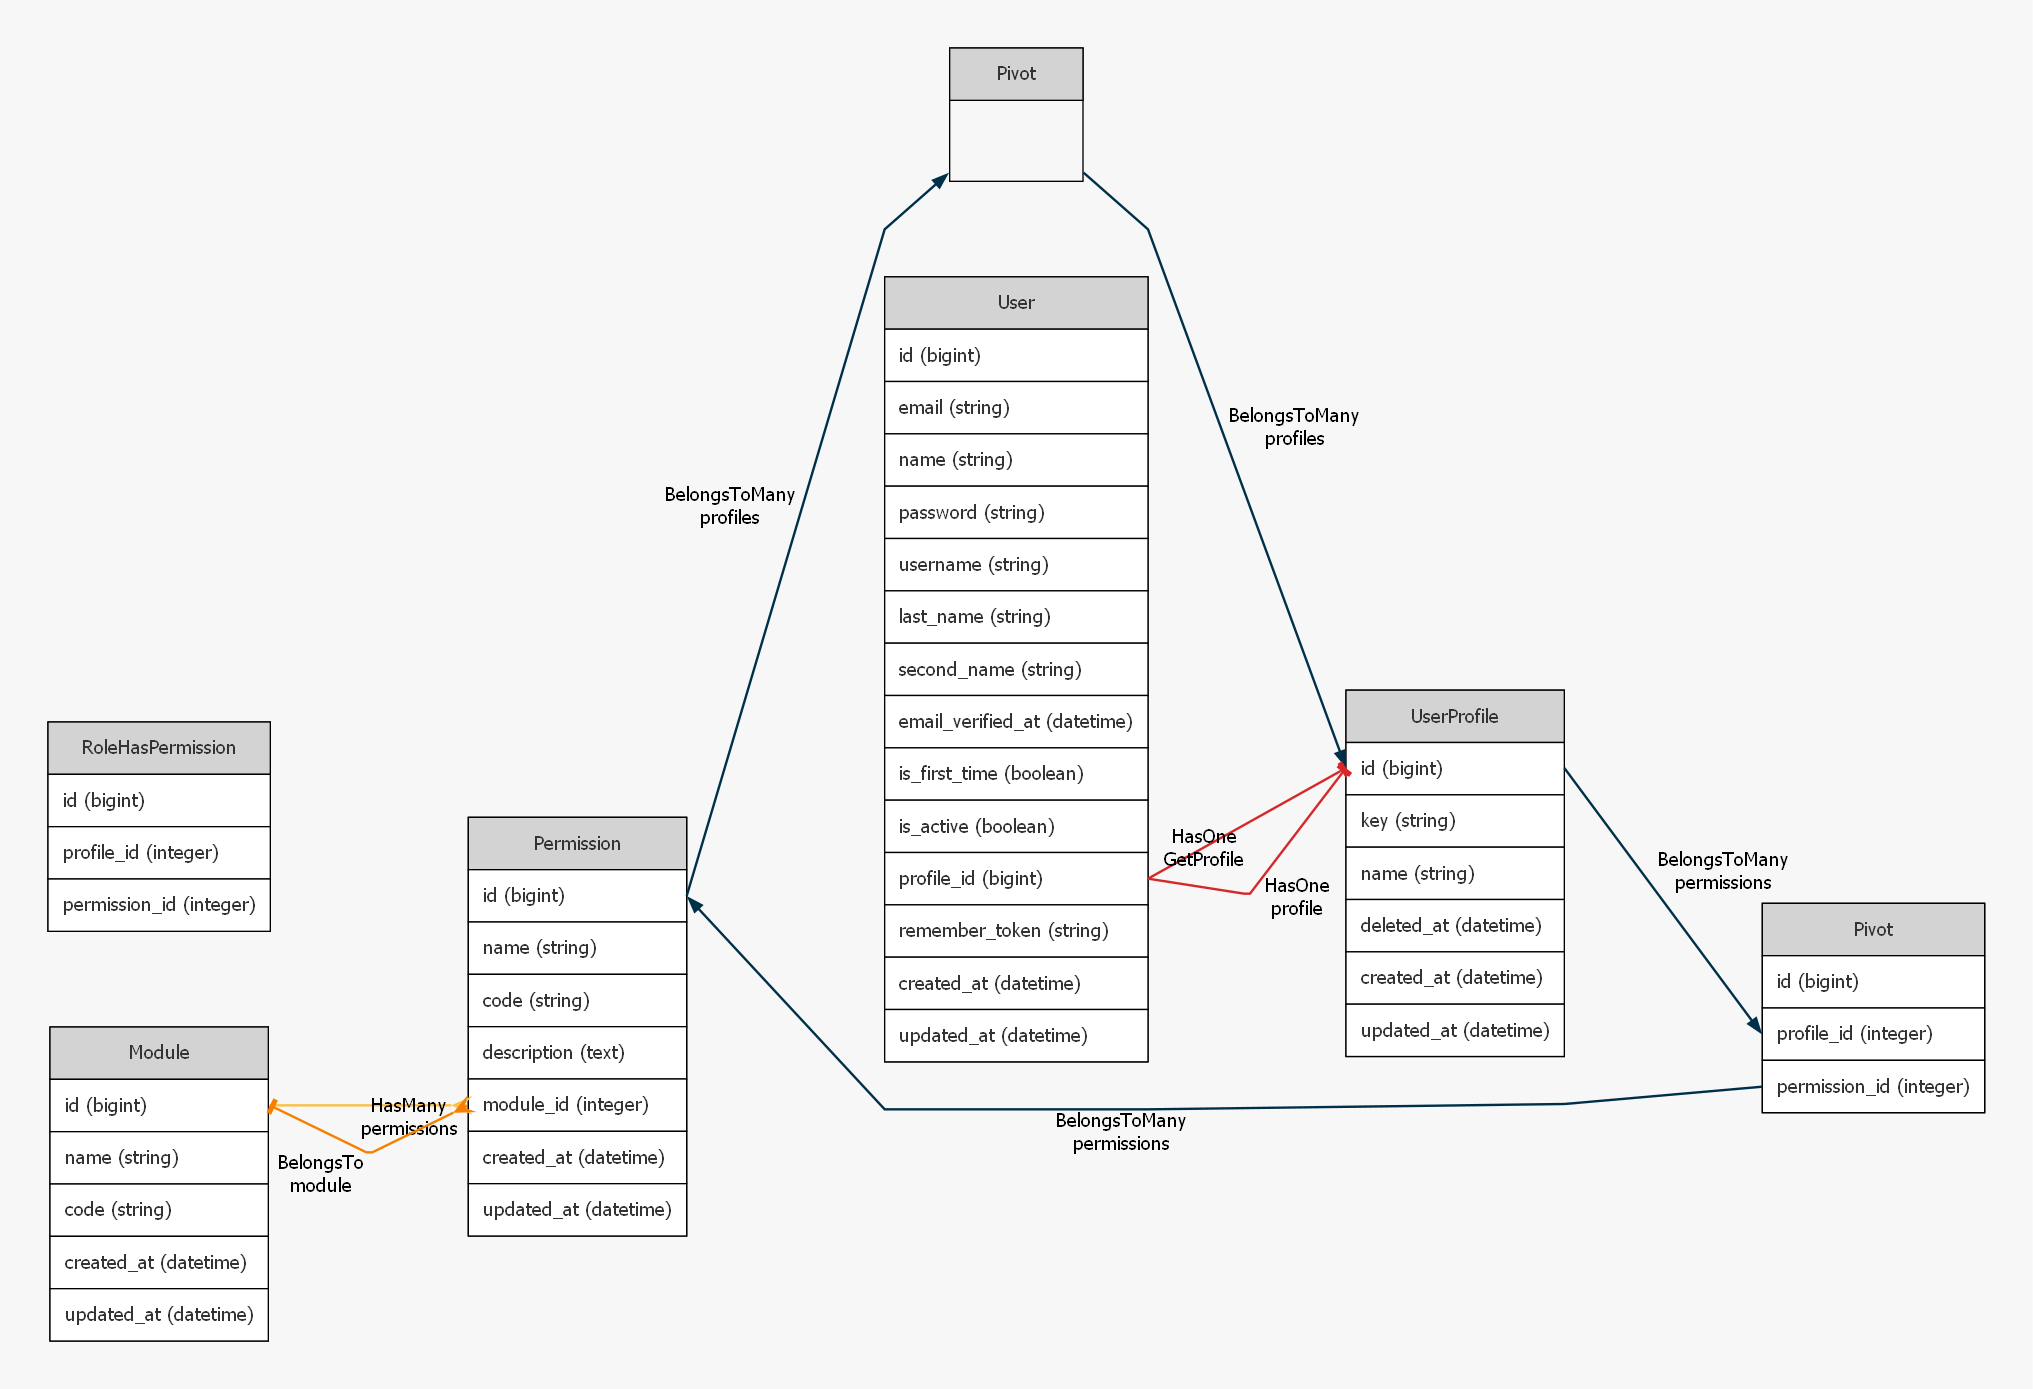 Pivot
User
id (bigint)
email (string)
name (string)
password (string)
username (string)
last_name (string)
second_name (string)
email_verified_at (datetime)
is_first_time (boolean)
is_active (boolean)
profile_id (bigint)
remember_token (string)
created_at (datetime)
updated_at (datetime)
BelongsToMany
profiles
BelongsToMany
profiles
RoleHasPermission
id (bigint)
profile_id (integer)
permission_id (integer)
Permission
id (bigint)
name (string)
code (string)
description (text)
module_id (integer)
created_at (datetime)
updated_at (datetime)
Module
id (bigint)
name (string)
code (string)
created_at (datetime)
updated_at (datetime)
HasMany
permissions
BelongsTo
module
HasOne
GetProfile
HasOne
profile
UserProfile
id (bigint)
key (string)
name (string)
deleted_at (datetime)
created_at (datetime)
updated_at (datetime)
BelongsToMany
permissions
Pivot
id (bigint)
profile_id (integer)
permission_id (integer)
BelongsToMany
permissions